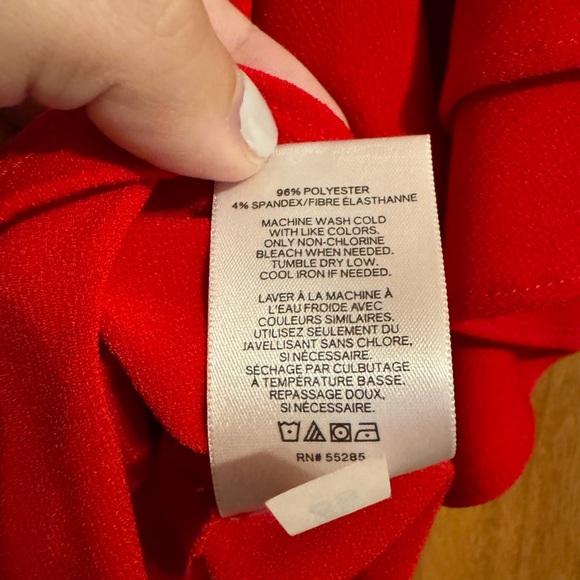 96% POLYESTER
4% SPANDEX/FIBRE ÉLASTHANNE
MACHINE WASH COLD
WITH LIKE COLORS.
ONLY NON-CHLORINE
BLEACH WHEN NEEDED.
TUMBLE DRY LOW.
COOL IRON IF NEEDED.
LAVER À LA MACHINE À
L'EAU FROIDE AVEC
COULEURS SIMILAIRES,
UTILISEZ SEULEMENT DU
JAVELLISANT SANS CHLORE,
SI NÉCESSAIRE.
SÉCHAGE PAR CULBUTAGE
À TEMPÉRATURE BASSE.
REPASSAGE DOUX,
SI NÉCESSAIRE.
RN# 55285